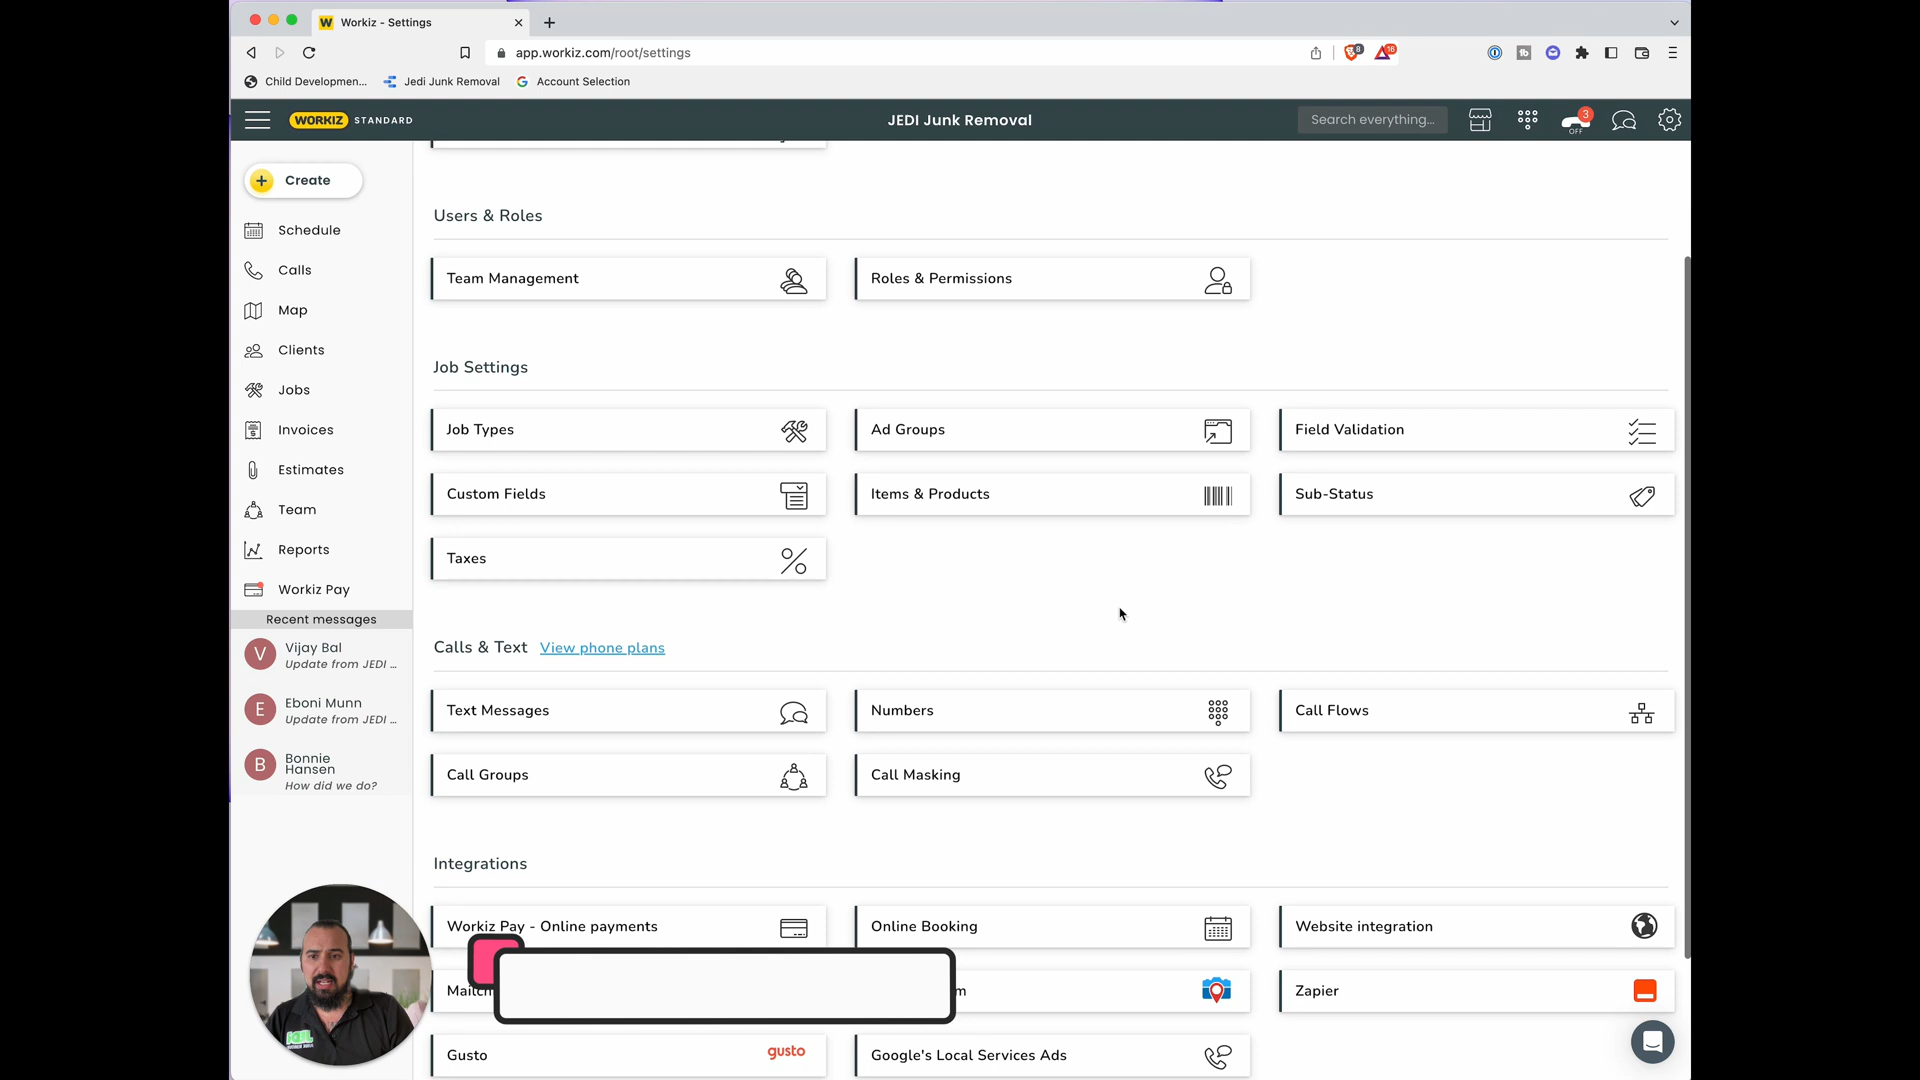 W Workiz - Settings
app.workiz.com/root/settings
8
16
Child Developmen...
Jedi Junk Removal
Account Selection
WORKIZ STANDARD
JEDI Junk Removal
Search everything...
3
OFF
Create
Schedule
Calls
Map
Clients
Jobs
Invoices
Estimates
Team
Reports
Workiz Pay
Recent messages
V
Vijay Bal
Update from JEDI ...
E
Eboni Munn
Update from JEDI ...
B
Bonnie
Hansen
How did we do?
Users & Roles
Team Management
Roles & Permissions
Job Settings
Job Types
Ad Groups
Field Validation
Custom Fields
Items & Products
Sub-Status
Taxes
Calls & Text
View phone plans
Text Messages
Numbers
Call Flows
Call Groups
Call Masking
Integrations
Workiz Pay - Online payments
Online Booking
Website integration
Zapier
Gusto
gusto
Google's Local Services Ads